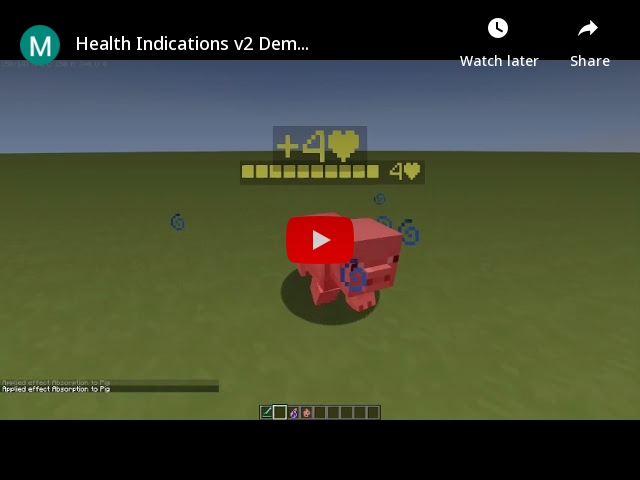 M
Health Indications v2 Dem...
Watch later
Share
+4
4
Applied effect Absorption to Pig
Applied effect Absorption to Pig